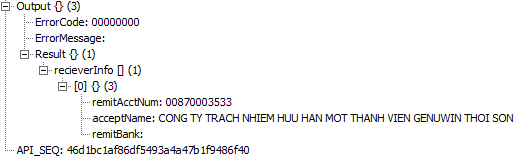 Output {} (3)
ErrorCode: 00000000
ErrorMessage:
Result {} (1)
recieverInfo [] (1)
[0] {} (3)
remitAcctNum: 00870003533
acceptName: CONG TY TRACH NHIEM HUU HAN MOT THANH VIEN GENUWIN THOI SON
remitBank:
API_SEQ: 46d1bc1af86df5493a4a47b1f9486f40